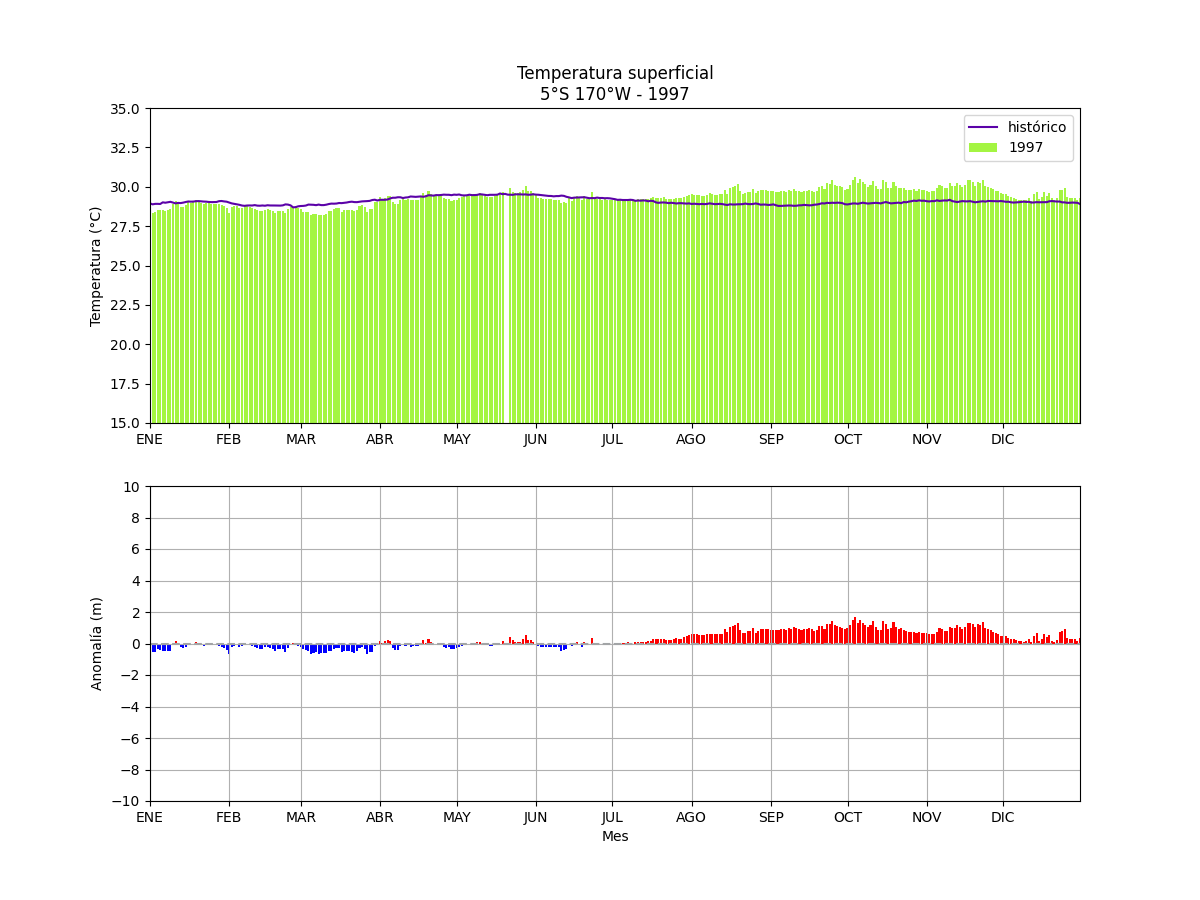 Temperatura superficial
5°S 170°W - 1997
35.0
32.5
30.0
27.5
25.0
22.5
20.0
17.5
15.0
Temperatura (°C)
histórico
1997
ENE FEB MAR ABR MAY JUN JUL AGO SEP OCT NOV DIC
10
8
6
4
2
0
−2
−4
−6
−8
−10
Anomalía (m)
ENE FEB MAR ABR MAY JUN JUL AGO SEP OCT NOV DIC
Mes